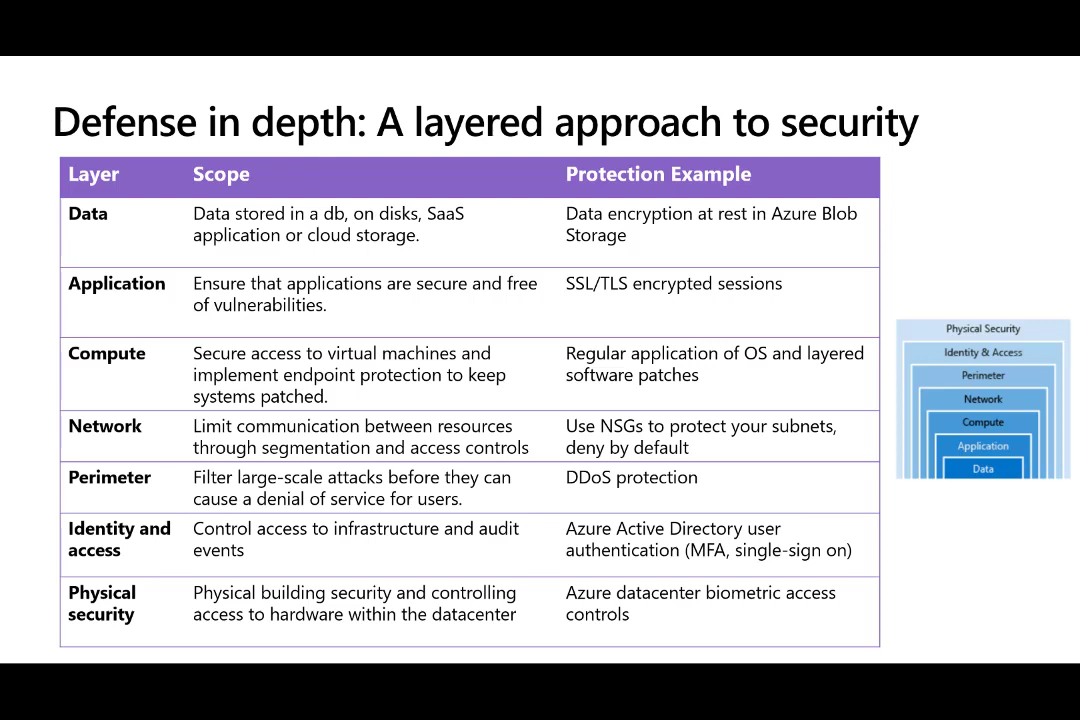 Defense in depth: A layered approach to security
Layer
Scope
Protection Example
Data
Data stored in a db, on disks, SaaS
application or cloud storage.
Data encryption at rest in Azure Blob
Storage
Application
Ensure that applications are secure and free
of vulnerabilities.
SSL/TLS encrypted sessions
Compute
Secure access to virtual machines and
implement endpoint protection to keep
systems patched.
Regular application of OS and layered
software patches
Network
Limit communication between resources
through segmentation and access controls
Use NSGs to protect your subnets,
deny by default
Perimeter
Filter large-scale attacks before they can
cause a denial of service for users.
DDoS protection
Identity and
access
Control access to infrastructure and audit
events
Azure Active Directory user
authentication (MFA, single-sign on)
Physical
security
Physical building security and controlling
access to hardware within the datacenter
Azure datacenter biometric access
controls
Physical Security
Identity & Access
Perimeter
Network
Compute
Application
Data